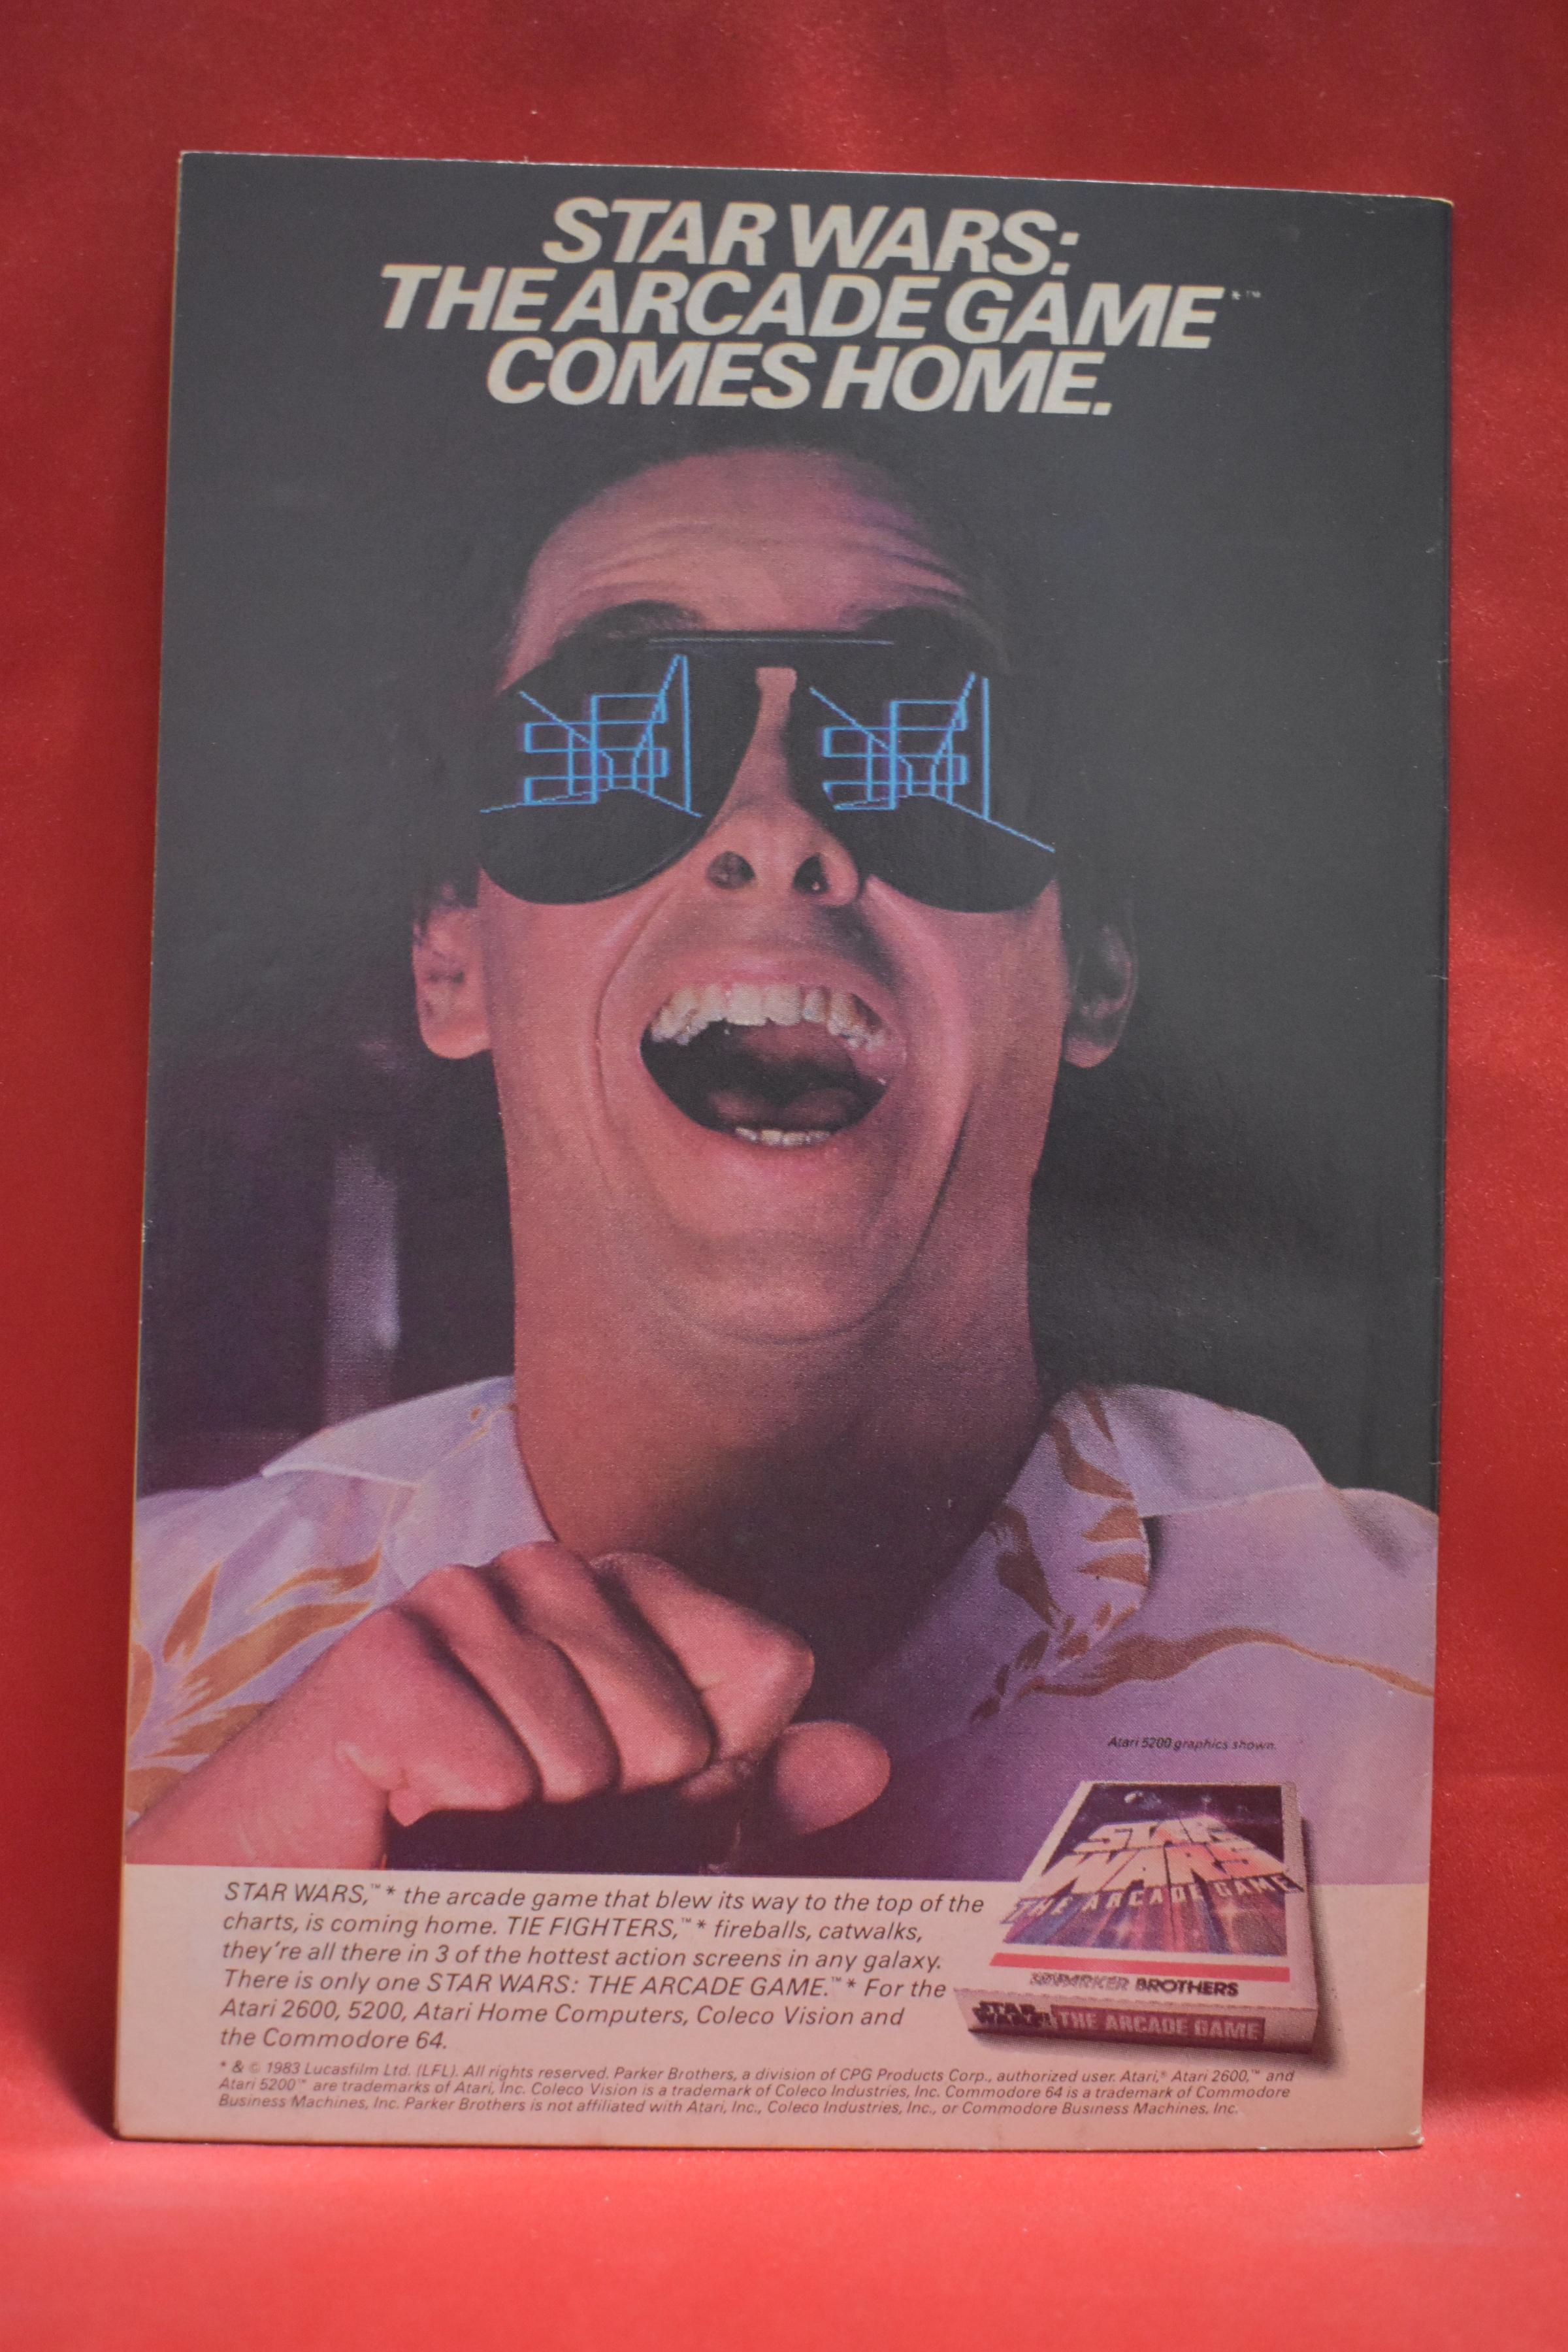 STAR WARS:
THE ARCADE GAME*™
COMES HOME.
Atari 5200 graphics shown.
STAR WARS
THE ARCADE GAME
PARKER BROTHERS
STAR WARS THE ARCADE GAME
STAR WARS,™* the arcade game that blew its way to the top of the
charts, is coming home. TIE FIGHTERS,™* fireballs, catwalks,
they're all there in 3 of the hottest action screens in any galaxy.
There is only one STAR WARS: THE ARCADE GAME.™* For the
Atari 2600, 5200, Atari Home Computers, Coleco Vision and
the Commodore 64.
* & © 1983 Lucasfilm Ltd. (LFL). All rights reserved. Parker Brothers, a division of CPG Products Corp., authorized user. Atari,® Atari 2600,™ and
Atari 5200™ are trademarks of Atari, Inc. Coleco Vision is a trademark of Coleco Industries, Inc. Commodore 64 is a trademark of Commodore
Business Machines, Inc. Parker Brothers is not affiliated with Atari, Inc., Coleco Industries, Inc., or Commodore Business Machines, Inc.